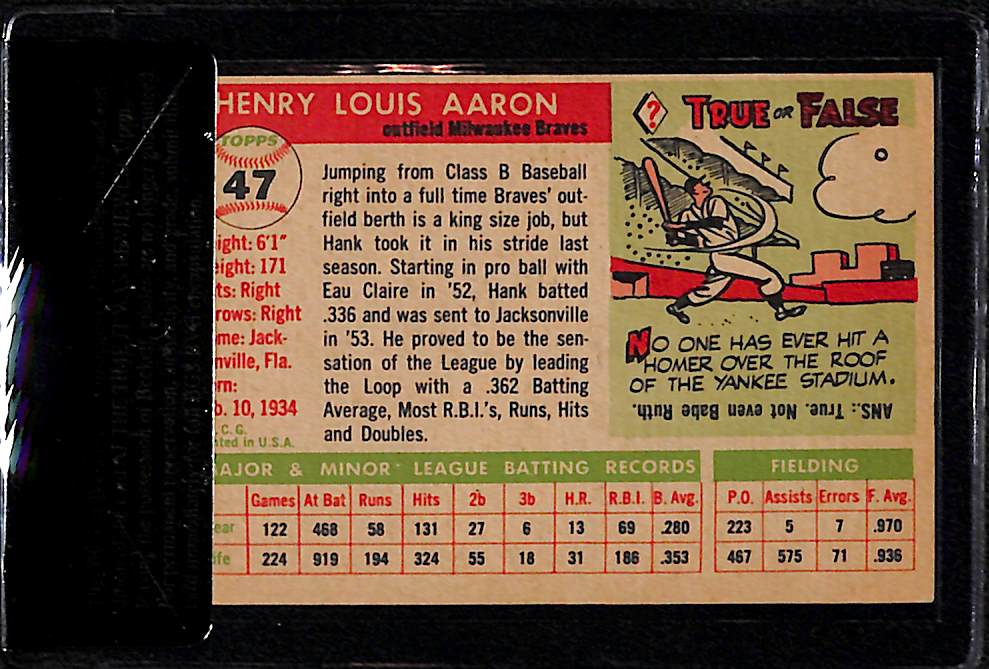 HENRY LOUIS AARON
outfield Milwaukee Braves
TOPPS
47
ight: 6'1"
eight: 171
ts: Right
rows: Right
me: Jack-
nville, Fla.
rn:
b. 10, 1934
C. G.
ted in U.S.A.
Jumping from Class B Baseball
right into a full time Braves' out-
field berth is a king size job, but
Hank took it in his stride last
season. Starting in pro ball with
Eau Claire in '52, Hank batted
.336 and was sent to Jacksonville
in '53. He proved to be the sen-
sation of the League by leading
the Loop with a .362 Batting
Average, Most R.B.I.'s, Runs, Hits
and Doubles.
?
TRUE OR FALSE
NO ONE HAS EVER HIT A
HOMER OVER THE ROOF
OF THE YANKEE STADIUM.
ANS.: True. Not even Babe Ruth.
AJOR & MINOR LEAGUE BATTING RECORDS
Games At Bat Runs Hits 2b 3b H.R. R.B.I. B. Avg.
ear 122 468 58 131 27 6 13 69 .280
ife 224 919 194 324 55 18 31 186 .353
FIELDING
P.O. Assists Errors F. Avg.
223 5 7 .970
467 575 71 .936